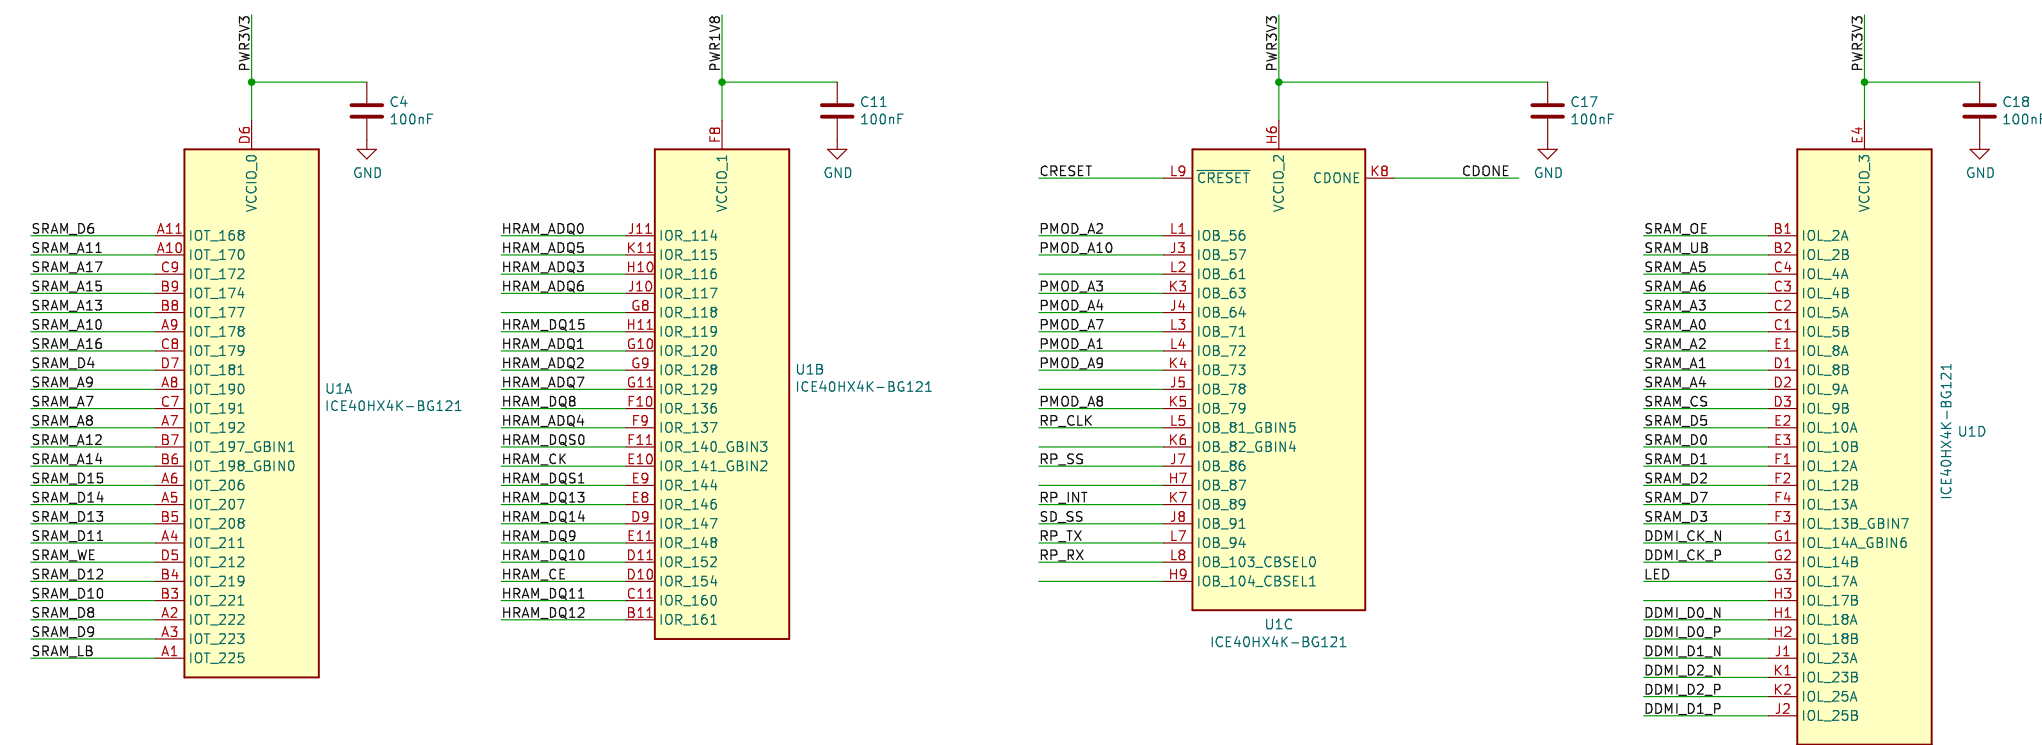 PWR3V3
C4
100nF
GND
D6
VCCIO_0
SRAM_D6 A11 IOT_168
SRAM_A11 A10 IOT_170
SRAM_A17 C9 IOT_172
SRAM_A15 B9 IOT_174
SRAM_A13 B8 IOT_177
SRAM_A10 A9 IOT_178
SRAM_A16 C8 IOT_179
SRAM_D4 D7 IOT_181
SRAM_A9 A8 IOT_190
SRAM_A7 C7 IOT_191
SRAM_A8 A7 IOT_192
SRAM_A12 B7 IOT_197_GBIN1
SRAM_A14 B6 IOT_198_GBIN0
SRAM_D15 A6 IOT_206
SRAM_D14 A5 IOT_207
SRAM_D13 B5 IOT_208
SRAM_D11 A4 IOT_211
SRAM_WE D5 IOT_212
SRAM_D12 B4 IOT_219
SRAM_D10 B3 IOT_221
SRAM_D8 A2 IOT_222
SRAM_D9 A3 IOT_223
SRAM_LB A1 IOT_225
U1A
ICE40HX4K-BG121
PWR1V8
C11
100nF
GND
F8
VCCIO_1
HRAM_ADQ0 J11 IOR_114
HRAM_ADQ5 K11 IOR_115
HRAM_ADQ3 H10 IOR_116
HRAM_ADQ6 J10 IOR_117
G8 IOR_118
HRAM_DQ15 H11 IOR_119
HRAM_ADQ1 G10 IOR_120
HRAM_ADQ2 G9 IOR_128
HRAM_ADQ7 G11 IOR_129
HRAM_DQ8 F10 IOR_136
HRAM_ADQ4 F9 IOR_137
HRAM_DQS0 F11 IOR_140_GBIN3
HRAM_CK E10 IOR_141_GBIN2
HRAM_DQS1 E9 IOR_144
HRAM_DQ13 E8 IOR_146
HRAM_DQ14 D9 IOR_147
HRAM_DQ9 E11 IOR_148
HRAM_DQ10 D11 IOR_152
HRAM_CE D10 IOR_154
HRAM_DQ11 C11 IOR_160
HRAM_DQ12 B11 IOR_161
U1B
ICE40HX4K-BG121
PWR3V3
C17
100nF
GND
H6
VCCIO_2
CRESET L9 CRESET
CDONE K8 CDONE
PMOD_A2 L1 IOB_56
PMOD_A10 J3 IOB_57
L2 IOB_61
PMOD_A3 K3 IOB_63
PMOD_A4 J4 IOB_64
PMOD_A7 L3 IOB_71
PMOD_A1 L4 IOB_72
PMOD_A9 K4 IOB_73
J5 IOB_78
PMOD_A8 K5 IOB_79
RP_CLK L5 IOB_81_GBIN5
K6 IOB_82_GBIN4
RP_SS J7 IOB_86
H7 IOB_87
RP_INT K7 IOB_89
SD_SS J8 IOB_91
RP_TX L7 IOB_94
RP_RX L8 IOB_103_CBSEL0
H9 IOB_104_CBSEL1
U1C
ICE40HX4K-BG121
PWR3V3
C18
100nF
GND
E4
VCCIO_3
SRAM_OE B1 IOL_2A
SRAM_UB B2 IOL_2B
SRAM_A5 C4 IOL_4A
SRAM_A6 C3 IOL_4B
SRAM_A3 C2 IOL_5A
SRAM_A0 C1 IOL_5B
SRAM_A2 E1 IOL_8A
SRAM_A1 D1 IOL_8B
SRAM_A4 D2 IOL_9A
SRAM_CS D3 IOL_9B
SRAM_D5 E2 IOL_10A
SRAM_D0 E3 IOL_10B
SRAM_D1 F1 IOL_12A
SRAM_D2 F2 IOL_12B
SRAM_D7 F4 IOL_13A
SRAM_D3 F3 IOL_13B_GBIN7
DDMI_CK_N G1 IOL_14A_GBIN6
DDMI_CK_P G2 IOL_14B
LED G3 IOL_17A
H3 IOL_17B
DDMI_D0_N H1 IOL_18A
DDMI_D0_P H2 IOL_18B
DDMI_D1_N J1 IOL_23A
DDMI_D2_N K1 IOL_23B
DDMI_D2_P K2 IOL_25A
DDMI_D1_P J2 IOL_25B
ICE40HX4K-BG121
U1D